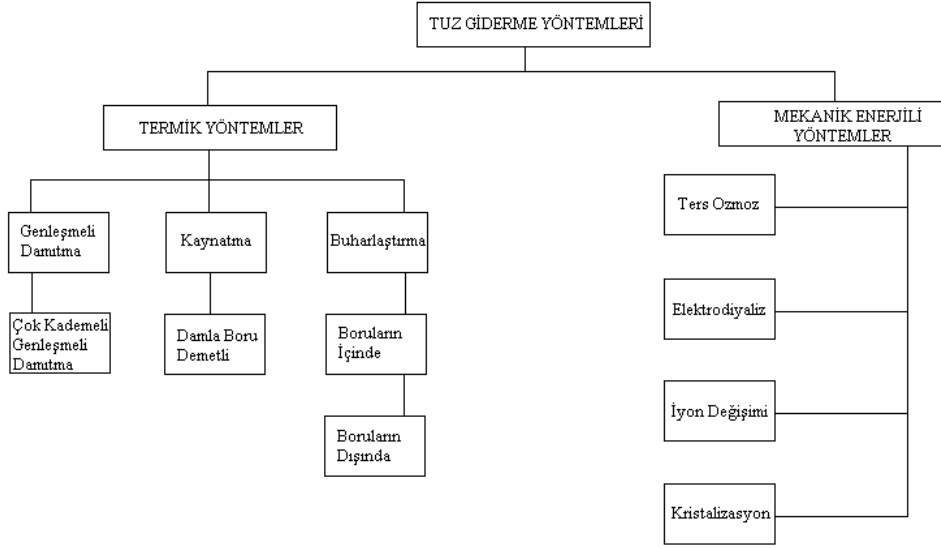 TUZ GİDERME YÖNTEMLERİ
TERMİK YÖNTEMLER
MEKANİK ENERJİLİ
YÖNTEMLER
Genleşmeli
Damıtma
Kaynatma
Buharlaştırma
Çok Kademeli
Genleşmeli
Damıtma
Damla Boru
Demetli
Boruların
İçinde
Boruların
Dışında
Ters Ozmoz
Elektrodiyaliz
İyon Değişimi
Kristalizasyon